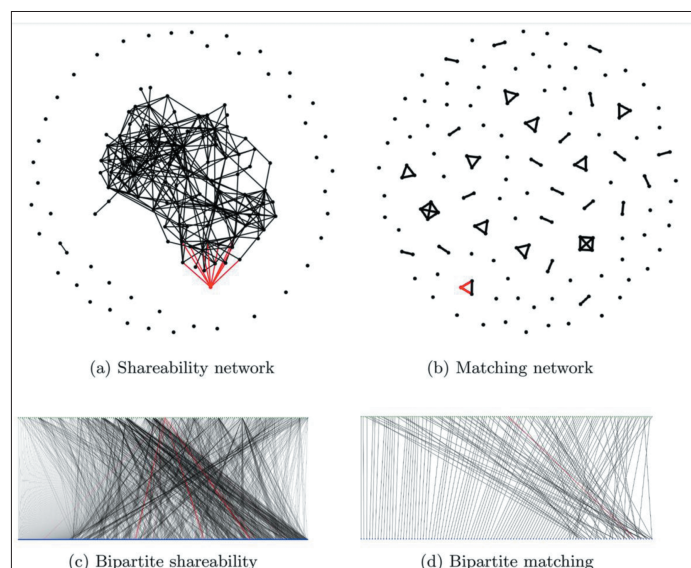 (a) Shareability network
(b) Matching network
(c) Bipartite shareability
(d) Bipartite matching